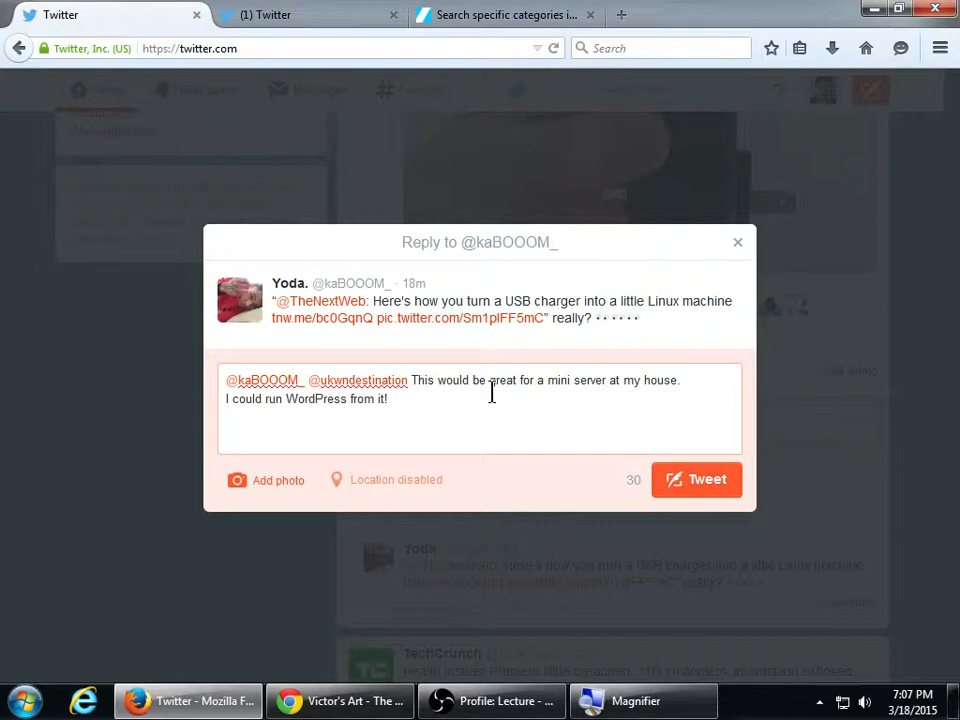 Twitter
(1) Twitter
Search specific categories i...
Twitter, Inc. (US)
https://twitter.com
Search
Reply to @kaBOOOM_
Yoda. @kaBOOOM_ · 18m
"@TheNextWeb: Here's how you turn a USB charger into a little Linux machine
tnw.me/bc0GqnQ pic.twitter.com/Sm1plFF5mC" really?
@kaBOOOM_ @ukwndestination This would be great for a mini server at my house.
I could run WordPress from it!
Add photo
Location disabled
30
Tweet
Yoda
TechCrunch
Twitter - Mozilla F...
Victor's Art - The ...
Profile: Lecture - ...
Magnifier
7:07 PM
3/18/2015